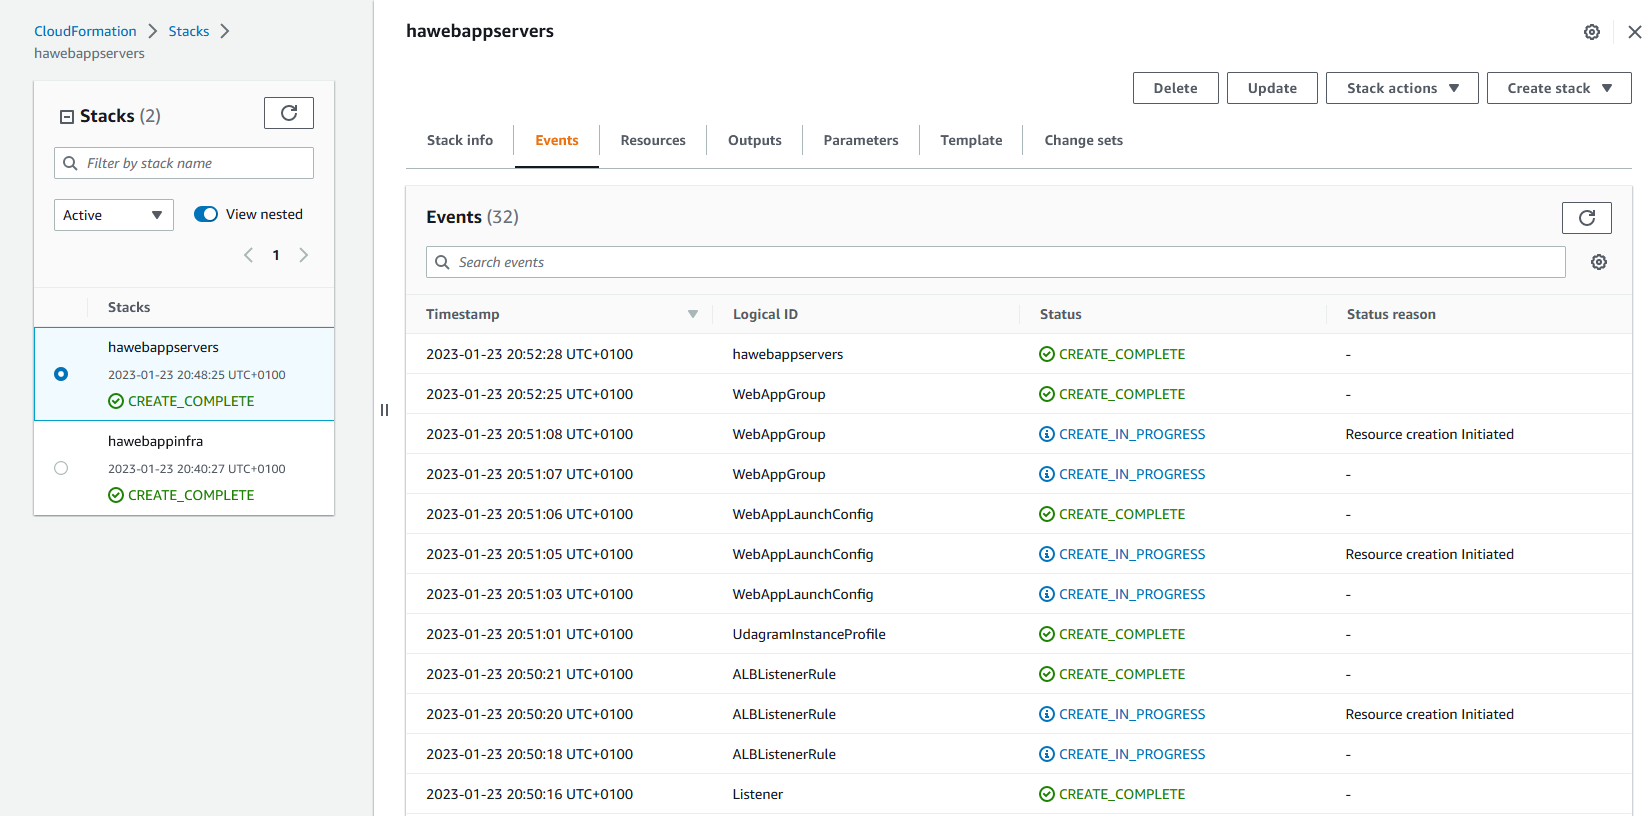 CloudFormation > Stacks >
hawebappservers
Stacks (2)
Filter by stack name
Active View nested
1
Stacks
hawebappservers
2023-01-23 20:48:25 UTC+0100
CREATE_COMPLETE
hawebappinfra
2023-01-23 20:40:27 UTC+0100
CREATE_COMPLETE
hawebappservers
Delete Update Stack actions Create stack
Stack info Events Resources Outputs Parameters Template Change sets
Events (32)
Search events
Timestamp Logical ID Status Status reason
2023-01-23 20:52:28 UTC+0100 hawebappservers CREATE_COMPLETE -
2023-01-23 20:52:25 UTC+0100 WebAppGroup CREATE_COMPLETE -
2023-01-23 20:51:08 UTC+0100 WebAppGroup CREATE_IN_PROGRESS Resource creation Initiated
2023-01-23 20:51:07 UTC+0100 WebAppGroup CREATE_IN_PROGRESS -
2023-01-23 20:51:06 UTC+0100 WebAppLaunchConfig CREATE_COMPLETE -
2023-01-23 20:51:05 UTC+0100 WebAppLaunchConfig CREATE_IN_PROGRESS Resource creation Initiated
2023-01-23 20:51:03 UTC+0100 WebAppLaunchConfig CREATE_IN_PROGRESS -
2023-01-23 20:51:01 UTC+0100 UdagramInstanceProfile CREATE_COMPLETE -
2023-01-23 20:50:21 UTC+0100 ALBListenerRule CREATE_COMPLETE -
2023-01-23 20:50:20 UTC+0100 ALBListenerRule CREATE_IN_PROGRESS Resource creation Initiated
2023-01-23 20:50:18 UTC+0100 ALBListenerRule CREATE_IN_PROGRESS -
2023-01-23 20:50:16 UTC+0100 Listener CREATE_COMPLETE -